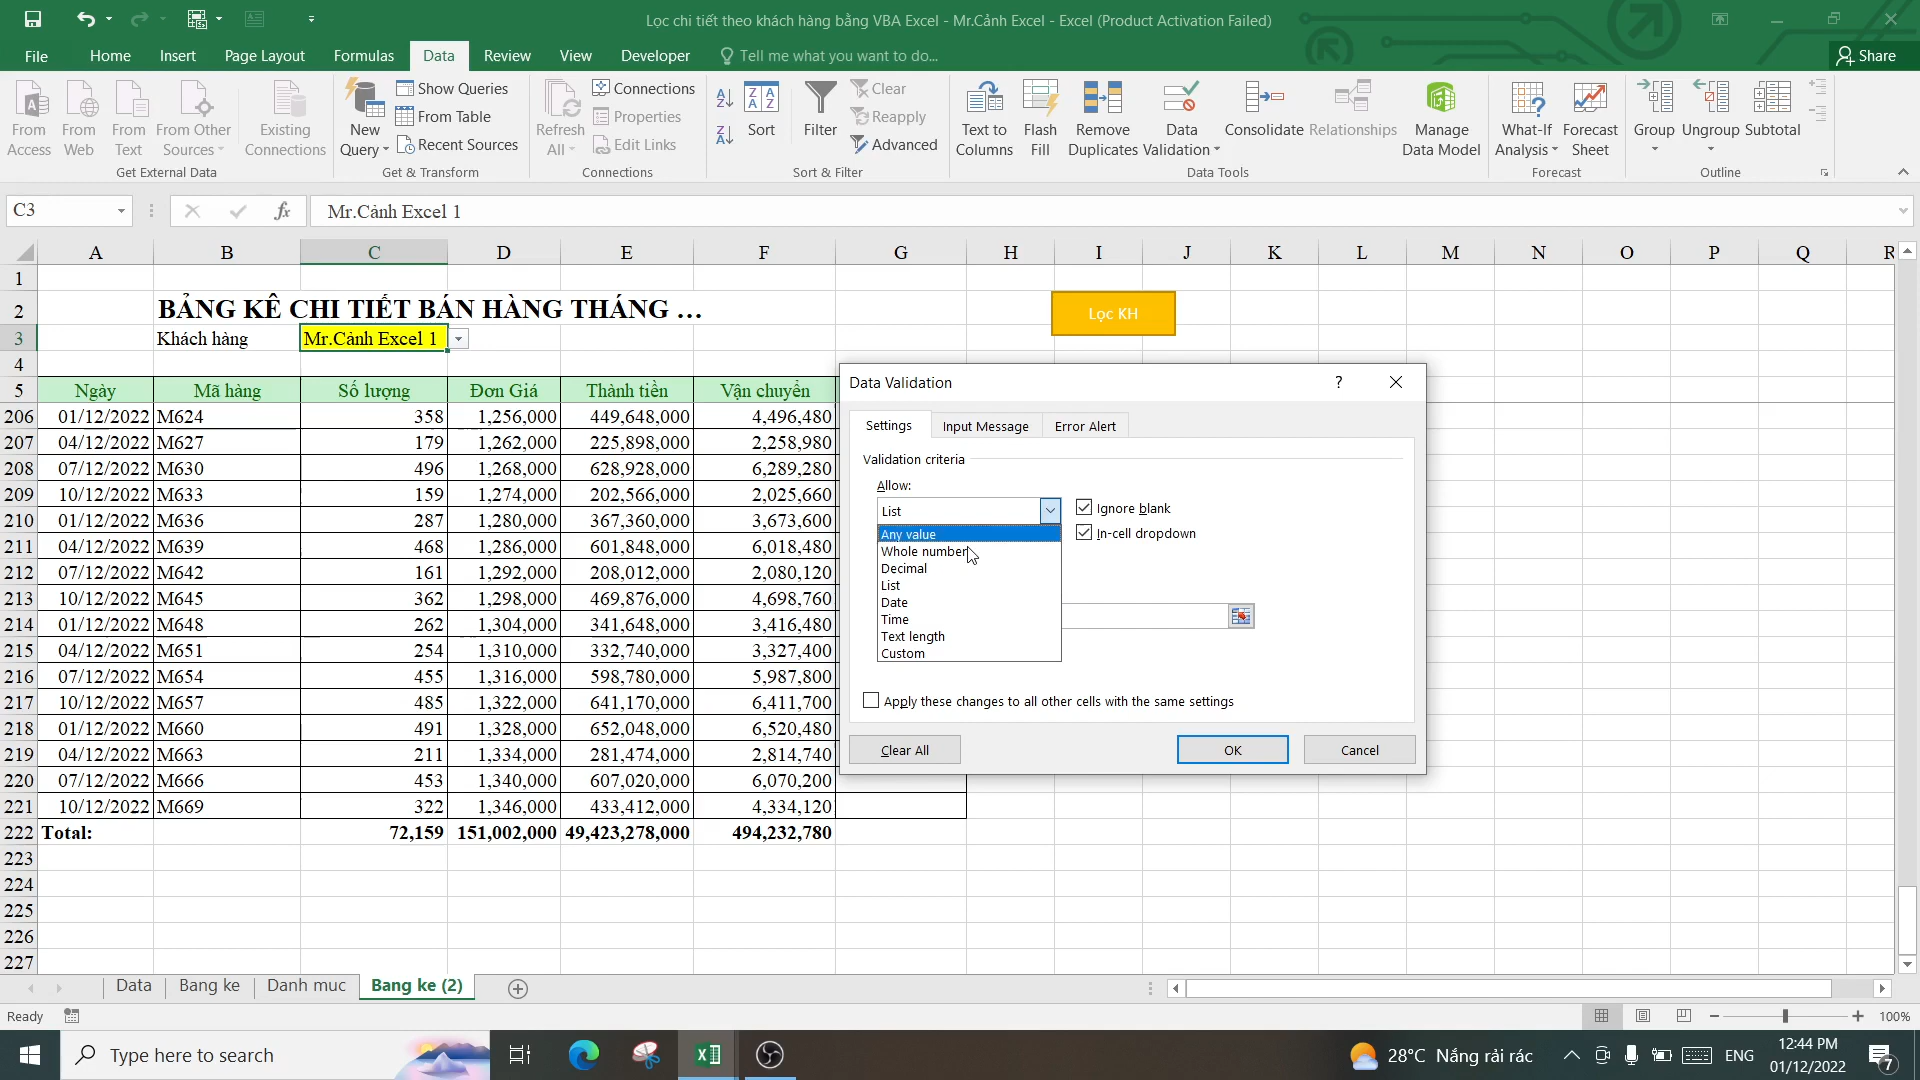 Lọc chi tiết theo khách hàng bằng VBA Excel - Mr.Cảnh Excel - Excel (Product Activation Failed)
File Home Insert Page Layout Formulas Data Review View Developer Tell me what you want to do... Share
From Access
From Web
From Text
From Other Sources
Existing Connections
Get External Data
New Query
Show Queries
From Table
Recent Sources
Get & Transform
Refresh All
Connections
Properties
Edit Links
Connections
Sort
Filter
Clear
Reapply
Advanced
Sort & Filter
Text to Columns
Flash Fill
Remove Duplicates
Data Validation
Consolidate
Relationships
Manage Data Model
Data Tools
What-If Analysis
Forecast Sheet
Forecast
Group
Ungroup
Subtotal
Outline
C3 fx Mr.Cảnh Excel 1
A B C D E F G H I J K L M N O P Q R
1
2 BẢNG KÊ CHI TIẾT BÁN HÀNG THÁNG ... Lọc KH
3 Khách hàng Mr.Cảnh Excel 1
4
5 Ngày Mã hàng Số lượng Đơn Giá Thành tiền Vận chuyển
206 01/12/2022 M624 358 1,256,000 449,648,000 4,496,480
207 04/12/2022 M627 179 1,262,000 225,898,000 2,258,980
208 07/12/2022 M630 496 1,268,000 628,928,000 6,289,280
209 10/12/2022 M633 159 1,274,000 202,566,000 2,025,660
210 01/12/2022 M636 287 1,280,000 367,360,000 3,673,600
211 04/12/2022 M639 468 1,286,000 601,848,000 6,018,480
212 07/12/2022 M642 161 1,292,000 208,012,000 2,080,120
213 10/12/2022 M645 362 1,298,000 469,876,000 4,698,760
214 01/12/2022 M648 262 1,304,000 341,648,000 3,416,480
215 04/12/2022 M651 254 1,310,000 332,740,000 3,327,400
216 07/12/2022 M654 455 1,316,000 598,780,000 5,987,800
217 10/12/2022 M657 485 1,322,000 641,170,000 6,411,700
218 01/12/2022 M660 491 1,328,000 652,048,000 6,520,480
219 04/12/2022 M663 211 1,334,000 281,474,000 2,814,740
220 07/12/2022 M666 453 1,340,000 607,020,000 6,070,200
221 10/12/2022 M669 322 1,346,000 433,412,000 4,334,120
222 Total: 72,159 151,002,000 49,423,278,000 494,232,780
223
224
225
226
227
Data Validation ?
Settings Input Message Error Alert
Validation criteria
Allow:
List
Ignore blank
In-cell dropdown
Any value
Whole number
Decimal
List
Date
Time
Text length
Custom
Apply these changes to all other cells with the same settings
Clear All OK Cancel
Data Bang ke Danh muc Bang ke (2)
Ready 100%
Type here to search 28°C Nắng rải rác ENG 12:44 PM
01/12/2022 7